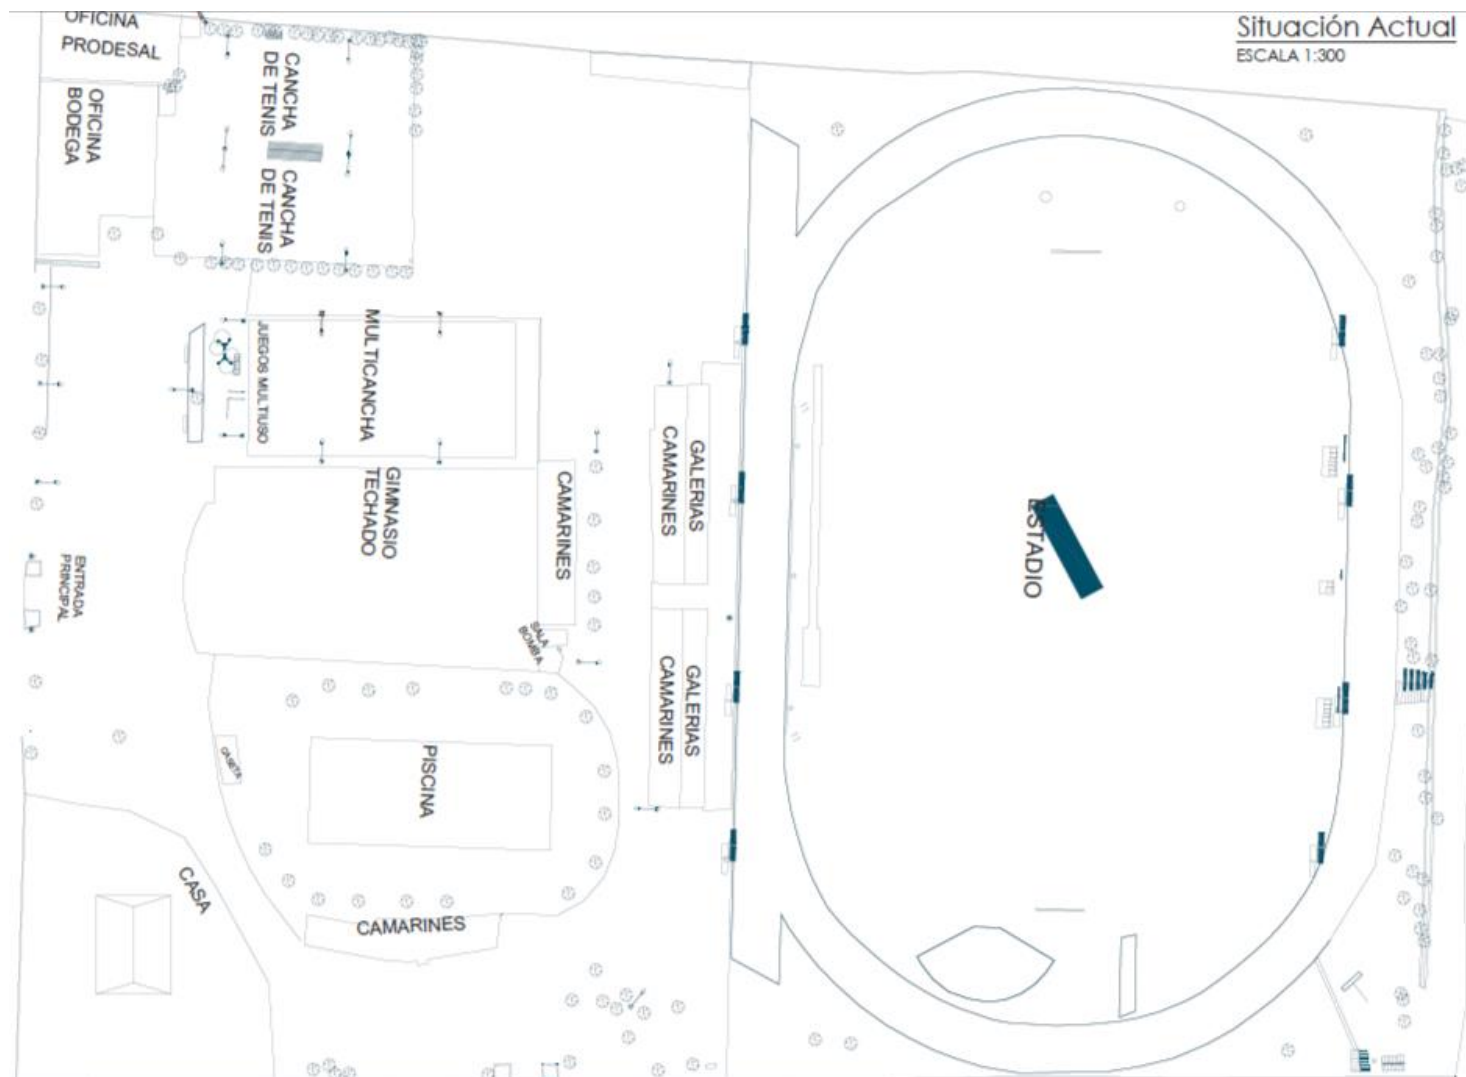 Situación Actual
ESCALA 1:300
OFICINA
PRODESAL
OFICINA
BODEGA
CANCHA
DE TENIS
CANCHA
DE TENIS
JUEGOS MULTIUSO
MULTICANCHA
GIMNASIO
TECHADO
CAMARINES
GALERIAS
CAMARINES
ESTADIO
ENTRADA
PRINCIPAL
SALA
BOMBA
GALERIAS
CAMARINES
CASETA
PISCINA
CASA
CAMARINES